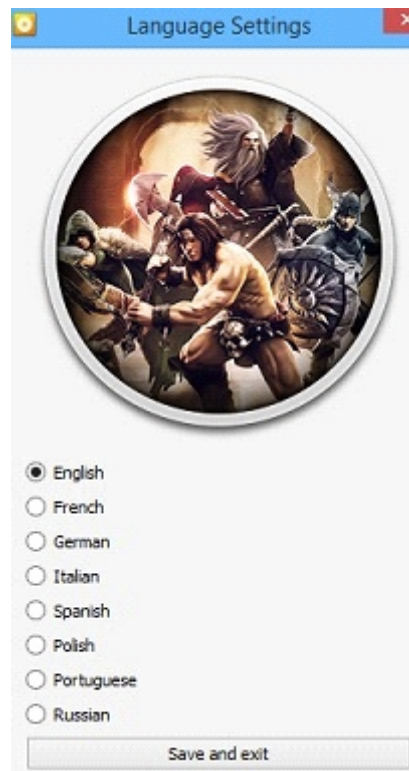 Language Settings
English
French
German
Italian
Spanish
Polish
Portuguese
Russian
Save and exit